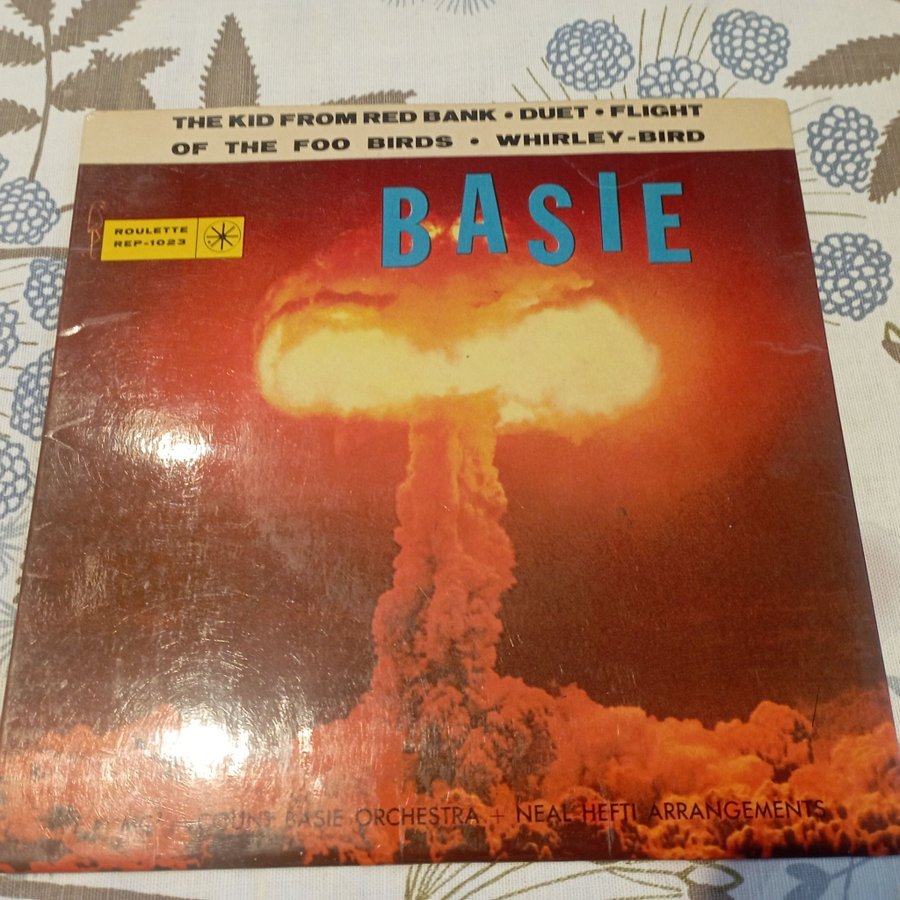 THE KID FROM RED BANK • DUET • FLIGHT
OF THE FOO BIRDS • WHIRLEY-BIRD
BASIE
ROULETTE
REP-1023
COUNT BASIE ORCHESTRA + NEAL HEFTI ARRANGEMENTS